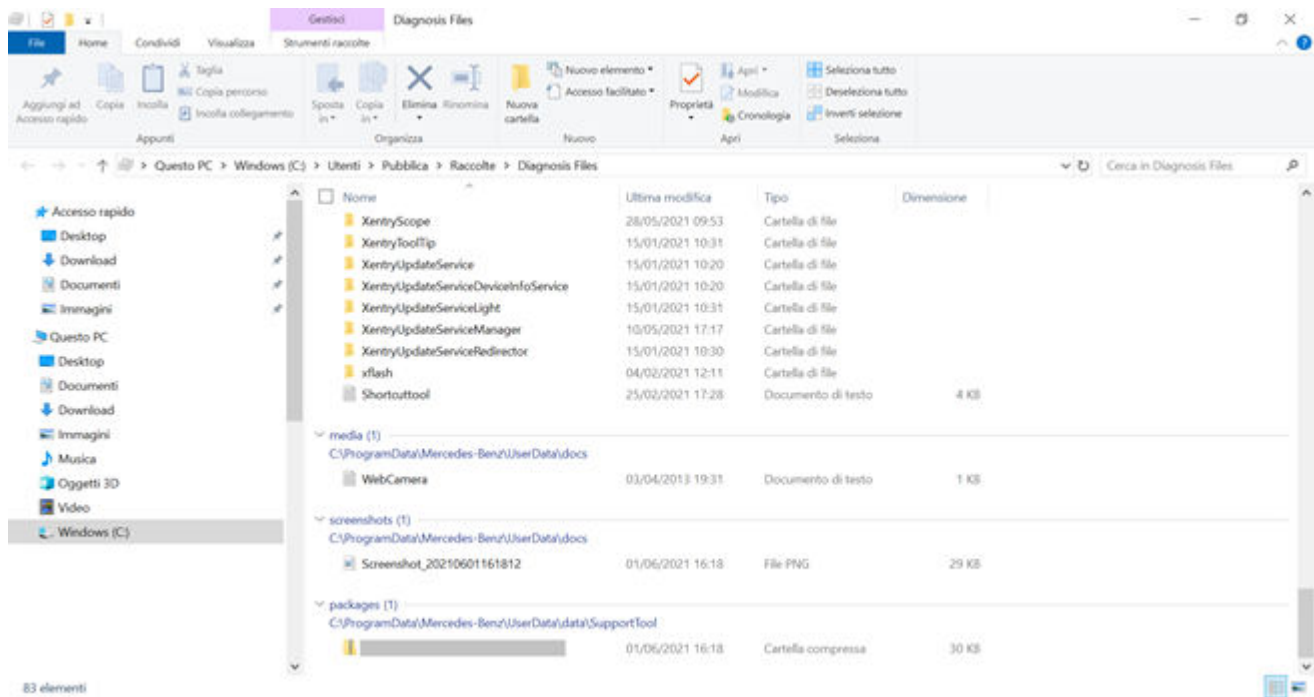 Gestisci Diagnosis Files
File Home Condividi Visualizza Strumenti raccolte
Aggiungi ad Accesso rapido
Copia
Incolla
Taglia
Copia percorso
Incolla collegamento
Appunti
Sposta in
Copia in
Elimina
Rinomina
Organizza
Nuova cartella
Nuovo elemento
Accesso facilitato
Nuovo
Proprietà
Apri
Modifica
Cronologia
Apri
Seleziona tutto
Deseleziona tutto
Inverti selezione
Seleziona
Questo PC > Windows (C:) > Utenti > Pubblica > Raccolte > Diagnosis Files
Cerca in Diagnosis Files
Accesso rapido
Desktop
Download
Documenti
Immagini
Questo PC
Desktop
Documenti
Download
Immagini
Musica
Oggetti 3D
Video
Windows (C:)
Nome Ultima modifica Tipo Dimensione
XentryScope 28/05/2021 09:53 Cartella di file
XentryToolTip 15/01/2021 10:31 Cartella di file
XentryUpdateService 15/01/2021 10:20 Cartella di file
XentryUpdateServiceDeviceInfoService 15/01/2021 10:20 Cartella di file
XentryUpdateServiceLight 15/01/2021 10:31 Cartella di file
XentryUpdateServiceManager 10/05/2021 17:17 Cartella di file
XentryUpdateServiceRedirector 15/01/2021 10:30 Cartella di file
xflash 04/02/2021 12:11 Cartella di file
Shortcuttool 25/02/2021 17:28 Documento di testo 4 KB
media (1)
C:\ProgramData\Mercedes-Benz\UserData\docs
WebCamera 03/04/2013 19:31 Documento di testo 1 KB
screenshots (1)
C:\ProgramData\Mercedes-Benz\UserData\docs
Screenshot_20210601161812 01/06/2021 16:18 File PNG 29 KB
packages (1)
C:\ProgramData\Mercedes-Benz\UserData\data\SupportTool
01/06/2021 16:18 Cartella compressa 30 KB
83 elementi